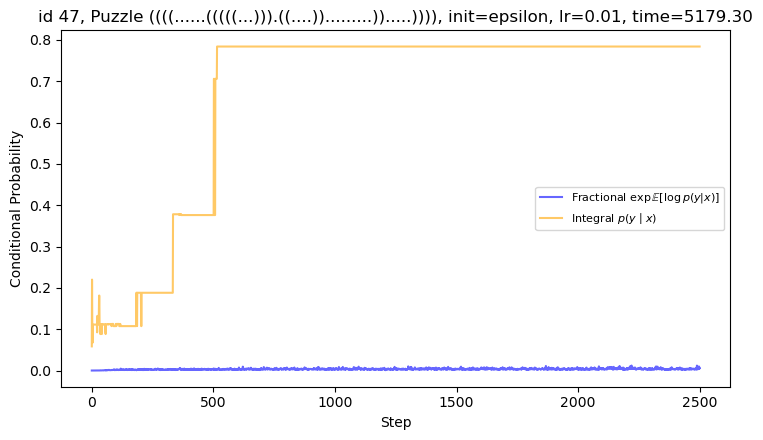 id 47, Puzzle ((((......(((((...))).((....)).........)).....)))), init=epsilon, lr=0.01, time=5179.30
Conditional Probability
0.8
0.7
0.6
0.5
0.4
0.3
0.2
0.1
0.0
Fractional exp𝔼[log p(y|x)]
Integral p(y | x)
0 500 1000 1500 2000 2500
Step